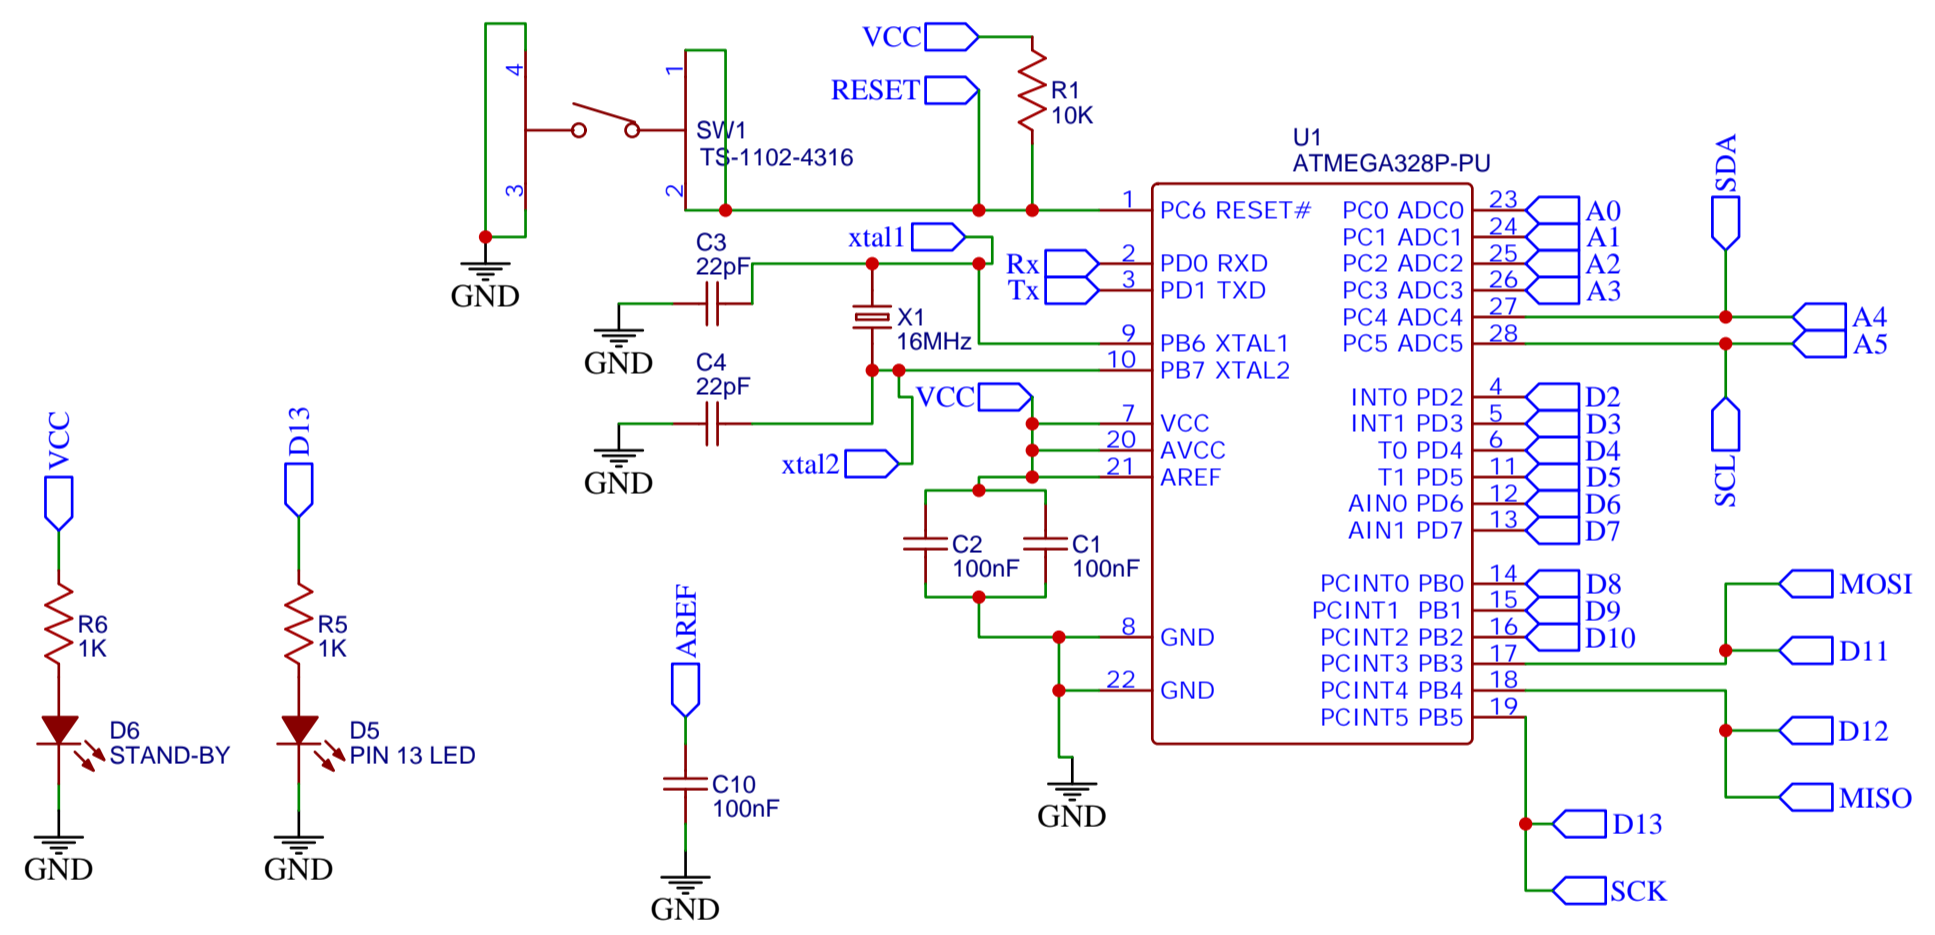 4
3
GND
1
2
SW1
TS-1102-4316
VCC
RESET
R1
10K
xtal1
C3
22pF
GND
X1
16MHz
C4
22pF
GND
xtal2
Rx
Tx
VCC
C2
100nF
C1
100nF
GND
U1
ATMEGA328P-PU
1 PC6 RESET#
2 PD0 RXD
3 PD1 TXD
9 PB6 XTAL1
10 PB7 XTAL2
7 VCC
20 AVCC
21 AREF
8 GND
22 GND
PC0 ADC0 23 A0
PC1 ADC1 24 A1
PC2 ADC2 25 A2
PC3 ADC3 26 A3
PC4 ADC4 27 A4
PC5 ADC5 28 A5
SDA
SCL
INT0 PD2 4 D2
INT1 PD3 5 D3
T0 PD4 6 D4
T1 PD5 11 D5
AIN0 PD6 12 D6
AIN1 PD7 13 D7
PCINT0 PB0 14 D8
PCINT1 PB1 15 D9
PCINT2 PB2 16 D10
PCINT3 PB3 17
PCINT4 PB4 18
PCINT5 PB5 19
MOSI
D11
D12
MISO
D13
SCK
VCC
R6
1K
D6
STAND-BY
GND
D13
R5
1K
D5
PIN 13 LED
GND
AREF
C10
100nF
GND